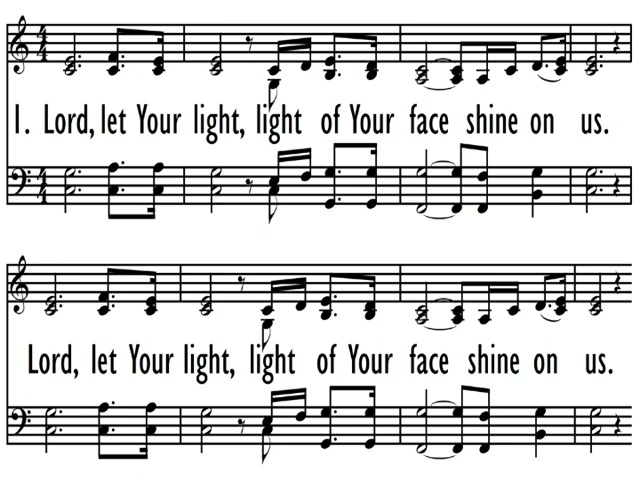 1. Lord, let Your light, light of Your face shine on us.
Lord, let Your light, light of Your face shine on us.